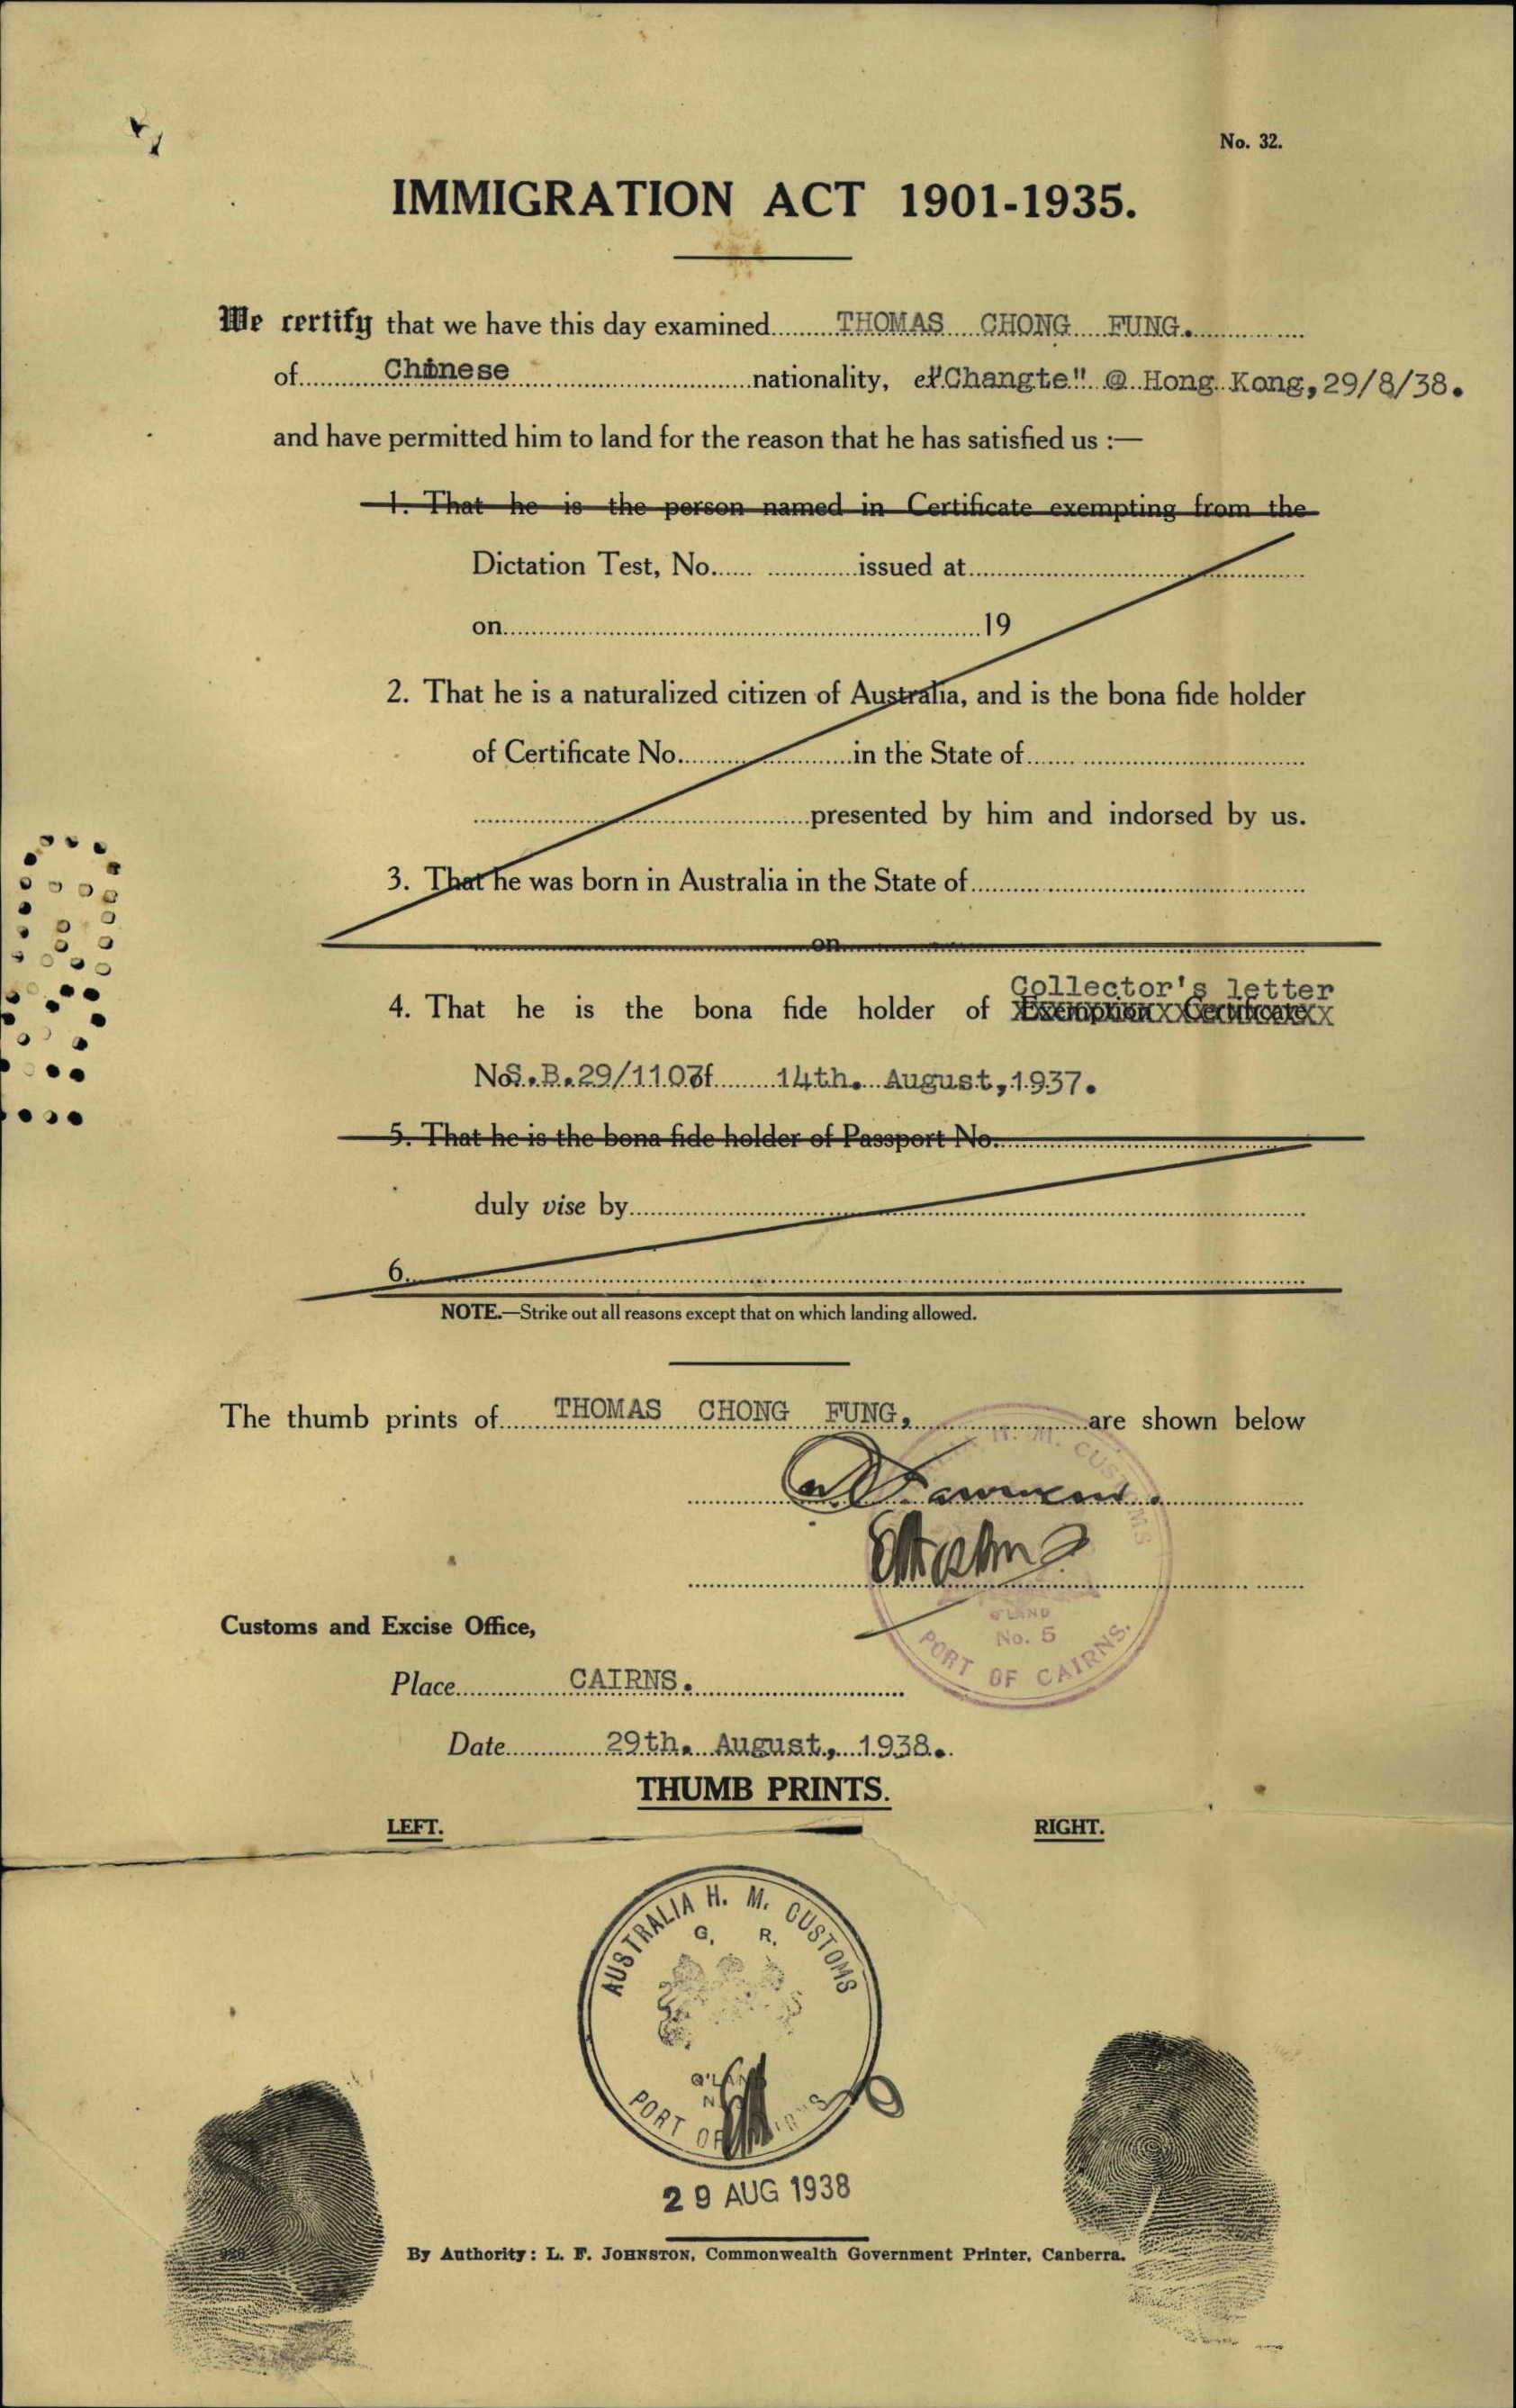 No. 32.
IMMIGRATION ACT 1901-1935.
We certify that we have this day examined THOMAS CHONG FUNG.
of Chinese nationality, ex "Changte" @ Hong Kong, 29/8/38.
and have permitted him to land for the reason that he has satisfied us :—
1. That he is the person named in Certificate exempting from the
Dictation Test, No. issued at
on 19
2. That he is a naturalized citizen of Australia, and is the bona fide holder
of Certificate No. in the State of
presented by him and indorsed by us.
3. That he was born in Australia in the State of
on
Collector's letter
4. That he is the bona fide holder of Exemption Certificate
14th. August, 1937.
5. That he is the bona fide holder of Passport No.
duly vise by
6.
NOTE.—Strike out all reasons except that on which landing allowed.
The thumb prints of THOMAS CHONG FUNG, are shown below
H. M. CUSTOMS
Q'LAND
No. 5
PORT OF CAIRNS.
Customs and Excise Office,
Place CAIRNS.
Date 29th. August, 1938.
THUMB PRINTS.
LEFT. RIGHT.
AUSTRALIA H. M. CUSTOMS
G. R.
PORT OF
29 AUG 1938
By Authority: L. F. JOHNSTON, Commonwealth Government Printer, Canberra.